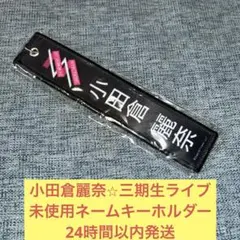 小田倉麗奈
小田倉麗奈☆三期生ライブ
未使用ネームキーホルダー
24時間以内発送